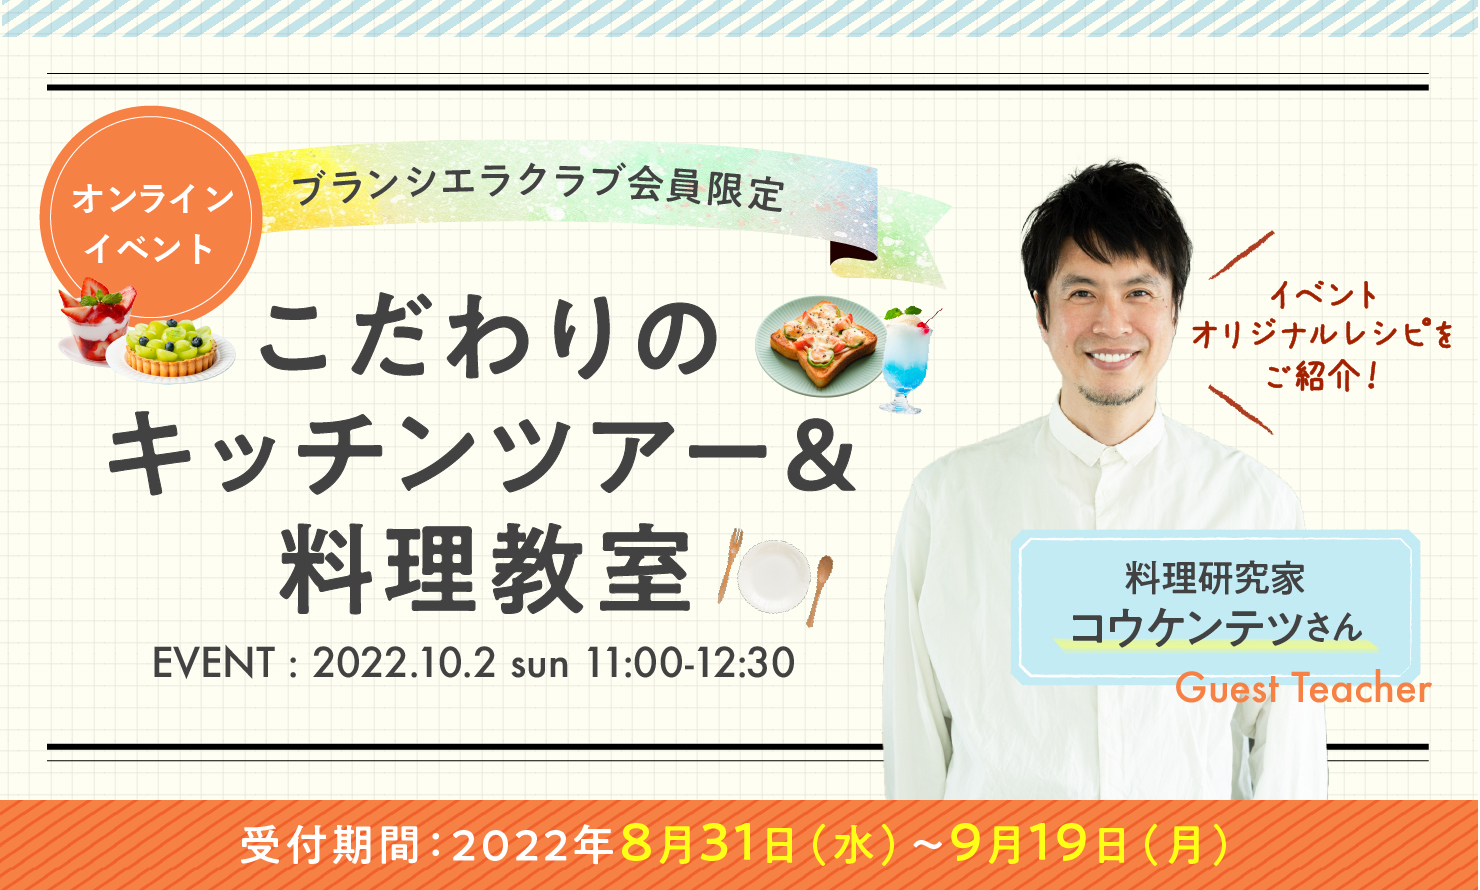 オンライン
イベント
ブランシエラクラブ会員限定
こだわりの
キッチンツアー&
料理教室
EVENT : 2022.10.2 sun 11:00-12:30
イベント
オリジナルレシピを
ご紹介!
料理研究家
コウケンテツさん
Guest Teacher
受付期間:2022年8月31日(水)~9月19日(月)